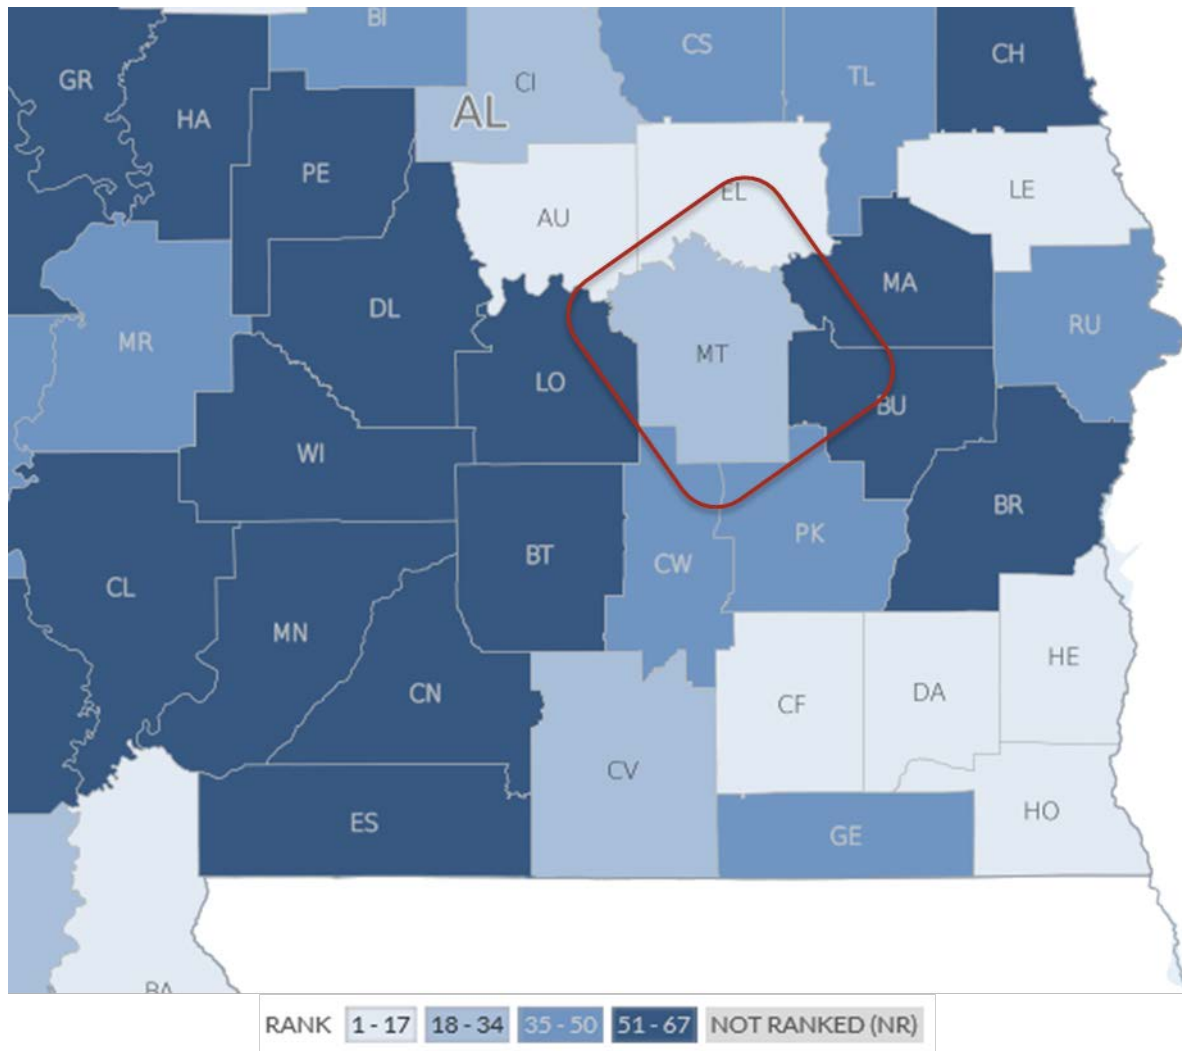 BI
CS
CH
GR
CI
TL
AL
HA
PE
EL
LE
AU
MA
DL
RU
MR
MT
LO
BU
WI
BR
PK
BT
CW
CL
MN
HE
CN
DA
CF
CV
HO
ES
GE
BA
RANK 1 - 17 18 - 34 35 - 50 51 - 67 NOT RANKED (NR)